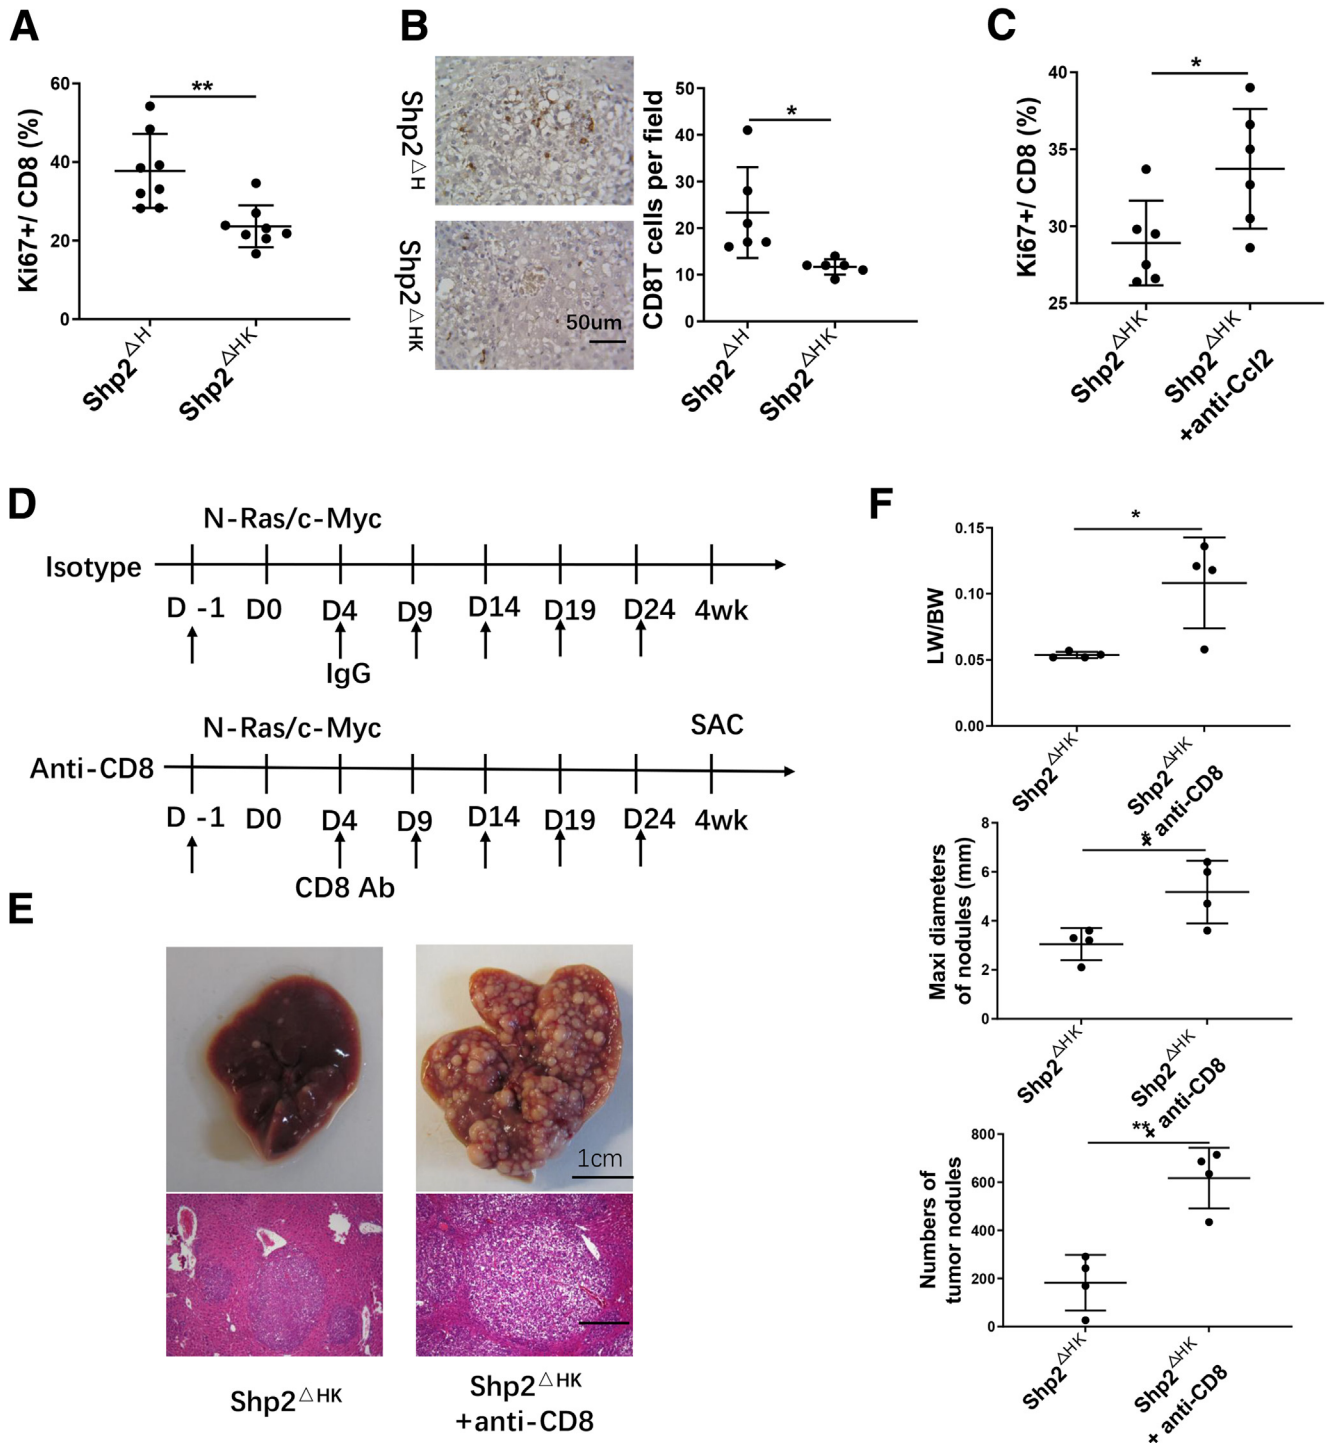 A
Ki67+/ CD8 (%)
60
40
20
0
**
Shp2△H
Shp2△HK
B
Shp2△H
Shp2△HK
50um
CD8T cells per field
50
40
30
20
10
0
*
Shp2△H
Shp2△HK
C
Ki67+/ CD8 (%)
40
35
30
25
*
Shp2△HK
Shp2△HK
+anti-Ccl2
D
N-Ras/c-Myc
Isotype
D -1 D0 D4 D9 D14 D19 D24 4wk
IgG
N-Ras/c-Myc
SAC
Anti-CD8
D -1 D0 D4 D9 D14 D19 D24 4wk
CD8 Ab
E
1cm
Shp2△HK
Shp2△HK
+anti-CD8
F
LW/BW
0.15
0.10
0.05
0.00
*
Shp2△HK
Shp2△HK
+ anti-CD8
Maxi diameters
of nodules (mm)
8
6
4
2
0
*
Shp2△HK
Shp2△HK
+ anti-CD8
Numbers of
tumor nodules
800
600
400
200
0
**
Shp2△HK
Shp2△HK
+ anti-CD8